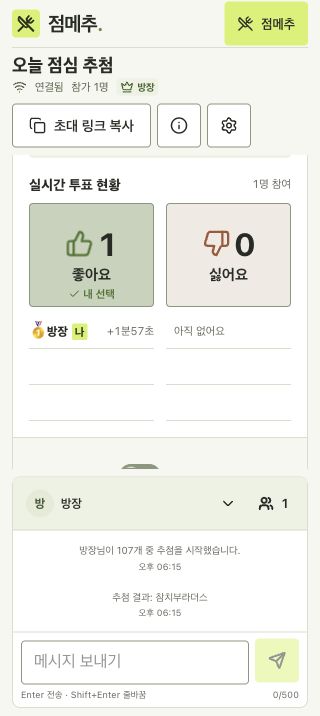 점메추.
점메추
오늘 점심 추첨
연결됨 참가 1명 방장
초대 링크 복사
실시간 투표 현황
1명 참여
1
좋아요
내 선택
0
싫어요
방장 나 +1분57초
아직 없어요
방 방장
1
방장님이 107개 중 추첨을 시작했습니다.
오후 06:15
추첨 결과: 참치부라더스
오후 06:15
메시지 보내기
Enter 전송 · Shift+Enter 줄바꿈
0/500